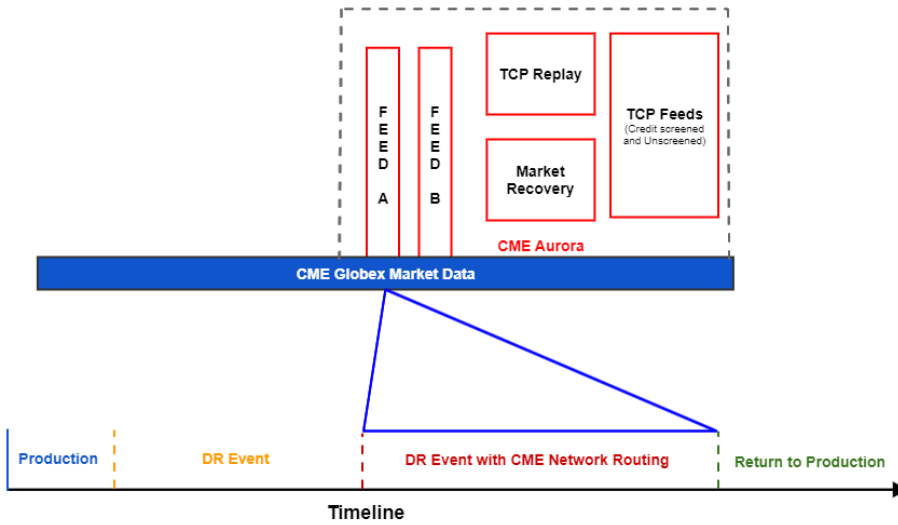 F
E
E
D
A
F
E
E
D
B
TCP Replay
TCP Feeds
(Credit screened
and Unscreened)
Market
Recovery
CME Aurora
CME Globex Market Data
Production
DR Event
DR Event with CME Network Routing
Return to Production
Timeline